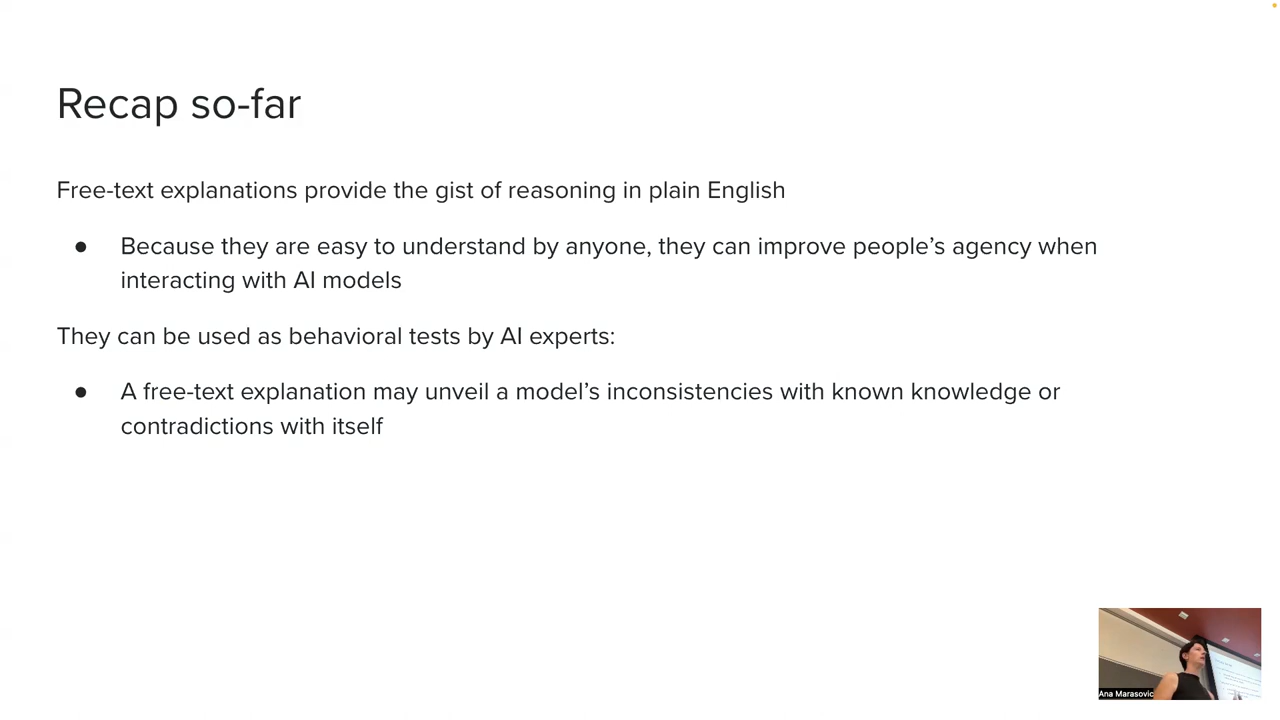 Recap so-far
Free-text explanations provide the gist of reasoning in plain English
● Because they are easy to understand by anyone, they can improve people’s agency when
interacting with AI models
They can be used as behavioral tests by AI experts:
● A free-text explanation may unveil a model’s inconsistencies with known knowledge or
contradictions with itself
Ana Marasovic